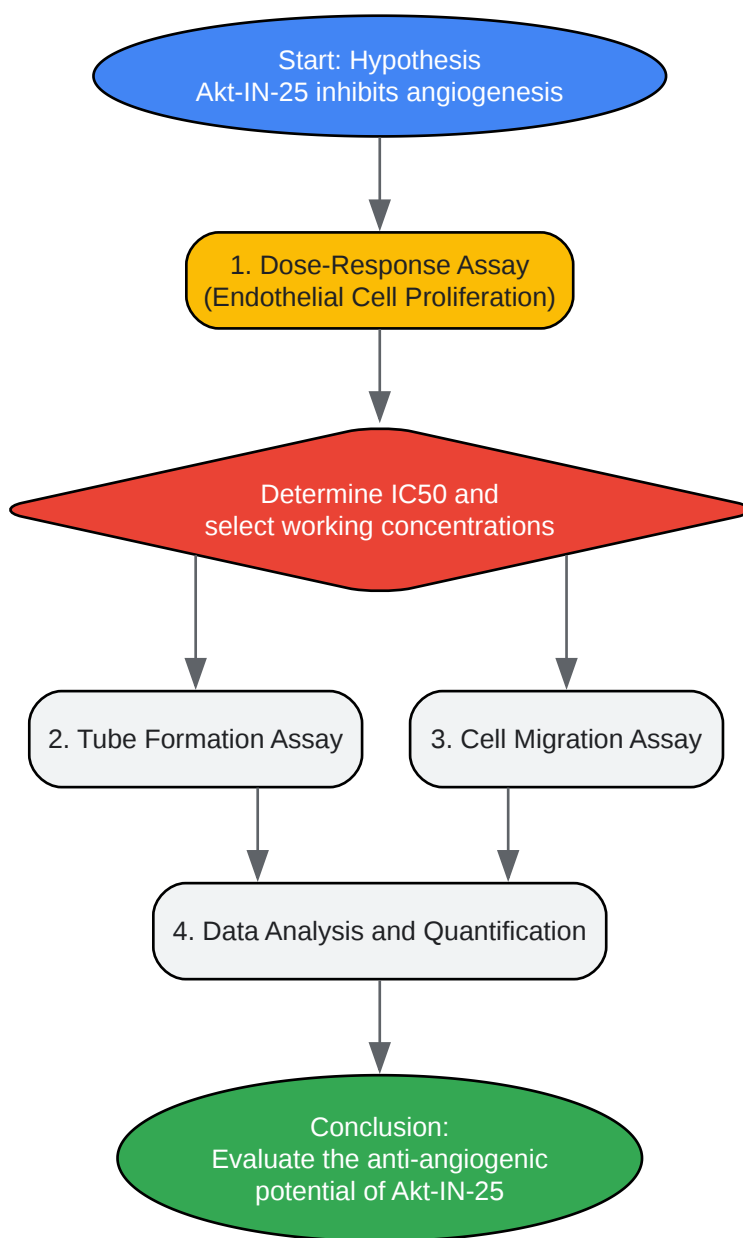 Start: Hypothesis
Akt-IN-25 inhibits angiogenesis
1. Dose-Response Assay
(Endothelial Cell Proliferation)
Determine IC50 and
select working concentrations
2. Tube Formation Assay
3. Cell Migration Assay
4. Data Analysis and Quantification
Conclusion:
Evaluate the anti-angiogenic
potential of Akt-IN-25